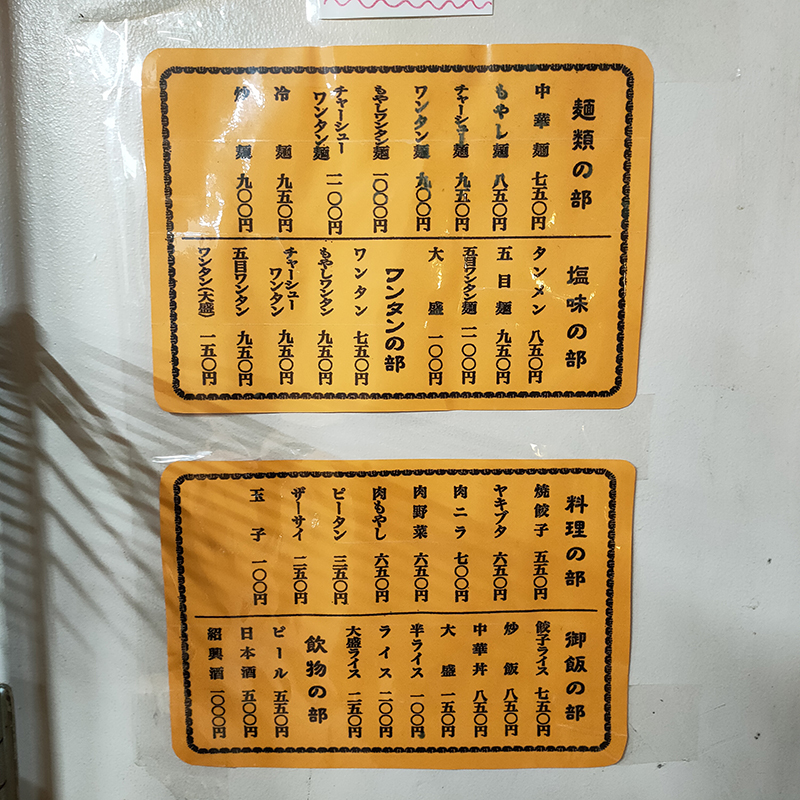 麺類の部
中華麺 七五〇円
もやし麺 八五〇円
チャーシュー麺 九五〇円
ワンタン麺 九〇〇円
もやしワンタン麺 一〇〇〇円
チャーシューワンタン麺 一一〇〇円
冷麺 九五〇円
炒麺 九〇〇円
塩味の部
タンメン 八五〇円
五目麺 九五〇円
五目ワンタン麺 一一〇〇円
大盛 一〇〇円
ワンタンの部
ワンタン 七五〇円
もやしワンタン 九五〇円
チャーシューワンタン 九五〇円
五目ワンタン 九五〇円
ワンタン(大盛) 一五〇円
料理の部
焼餃子 五五〇円
ヤキブタ 六五〇円
肉ニラ 七〇〇円
肉野菜 六五〇円
肉もやし 六五〇円
ピータン 三五〇円
ザーサイ 二五〇円
玉子 一〇〇円
御飯の部
餃子ライス 七五〇円
炒飯 八五〇円
中華丼 八五〇円
大盛 一五〇円
半ライス 一〇〇円
ライス 二〇〇円
大盛ライス 二五〇円
飲物の部
ビール 五五〇円
日本酒 五〇〇円
紹興酒 一〇〇〇円